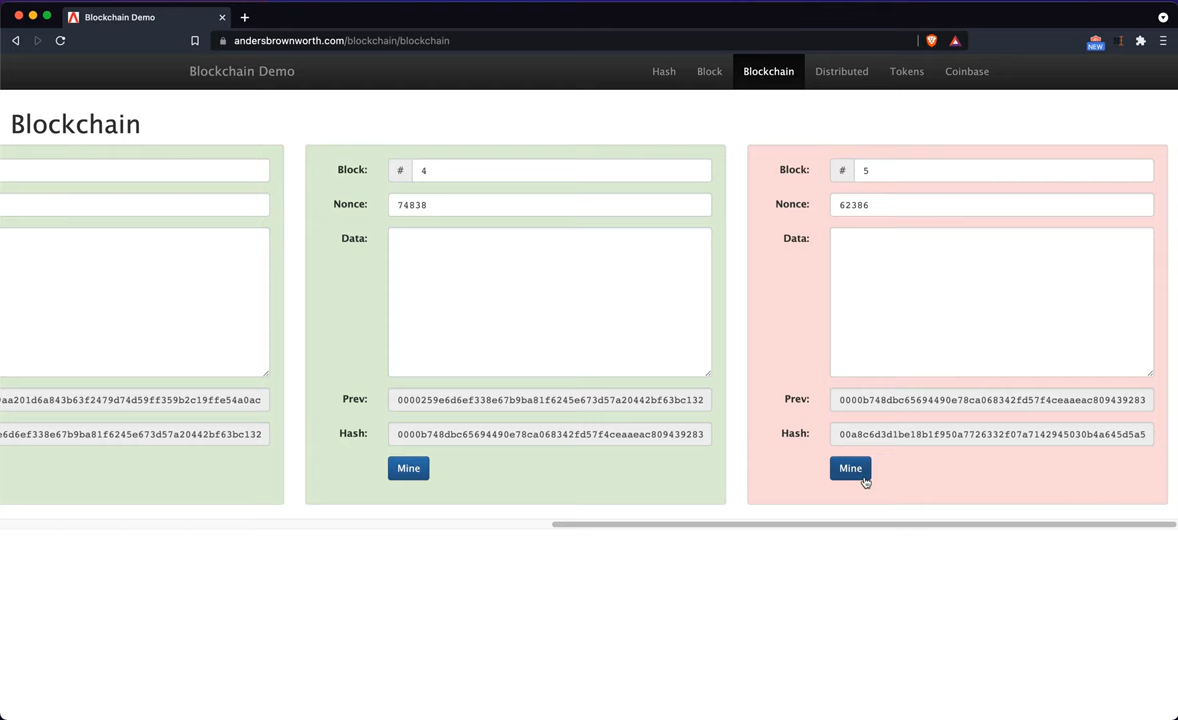 Blockchain Demo
andersbrownworth.com/blockchain/blockchain
NEW
Blockchain Demo
Hash Block Blockchain Distributed Tokens Coinbase
Blockchain
Block: # 4
Nonce: 74838
Data:
Prev: 0000259e6d6ef338e67b9ba81f6245e673d57a20442bf63bc132
Hash: 0000b748dbc65694490e78ca068342fd57f4ceaaeac809439283
Mine
Block: # 5
Nonce: 62386
Data:
Prev: 0000b748dbc65694490e78ca068342fd57f4ceaaeac809439283
Hash: 00a8c6d3d1be18b1f950a7726332f07a7142945030b4a645d5a5
Mine